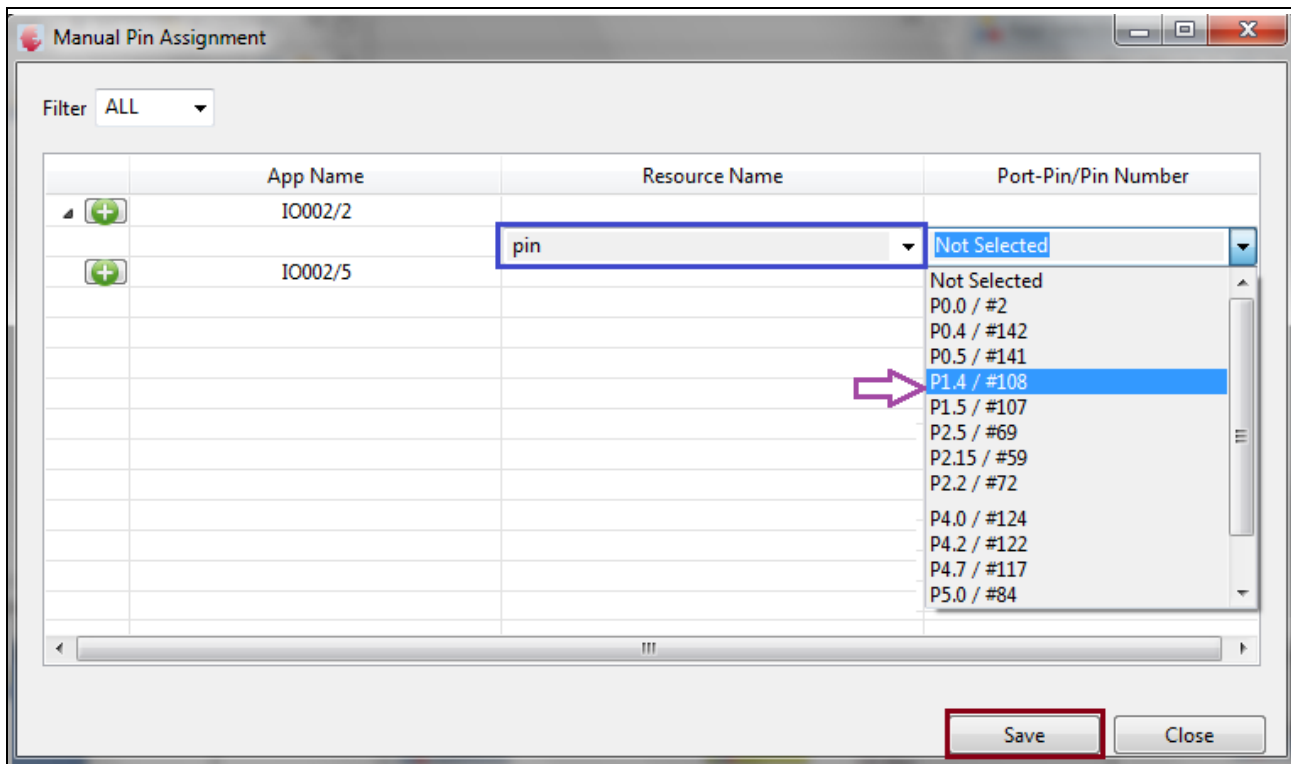 Manual Pin Assignment
Filter ALL
App Name Resource Name Port-Pin/Pin Number
IO002/2
pin Not Selected
IO002/5
Not Selected
P0.0 / #2
P0.4 / #142
P0.5 / #141
P1.4 / #108
P1.5 / #107
P2.5 / #69
P2.15 / #59
P2.2 / #72
P4.0 / #124
P4.2 / #122
P4.7 / #117
P5.0 / #84
Save Close